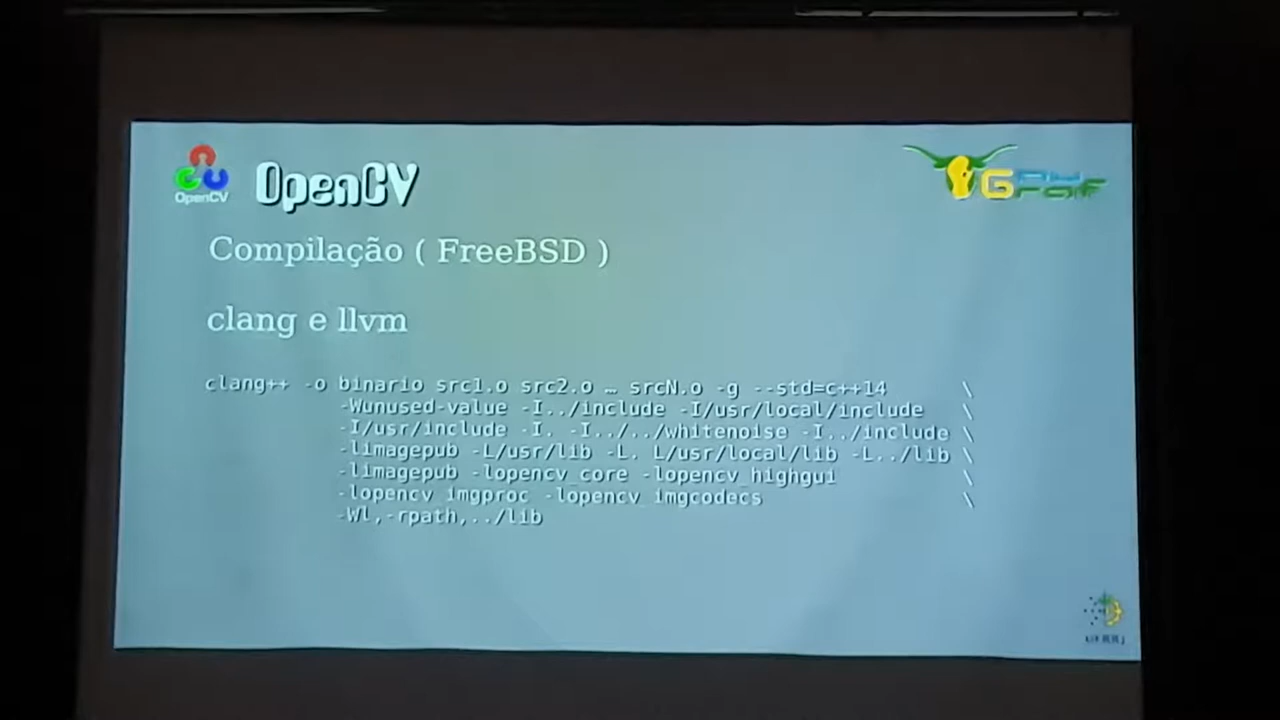 OpenCV
OpenCV
Compilação ( FreeBSD )
clang e llvm
clang++ -o binario src1.o src2.o … srcN.o -g --std=c++14 \
-Wunused-value -I../include -I/usr/local/include \
-I/usr/include -I. -I../../whitenoise -I../include \
-limagepub -L/usr/lib -L. L/usr/local/lib -L../lib \
-limagepub -lopencv_core -lopencv_highgui \
-lopencv_imgproc -lopencv_imgcodecs \
-Wl,-rpath,../lib